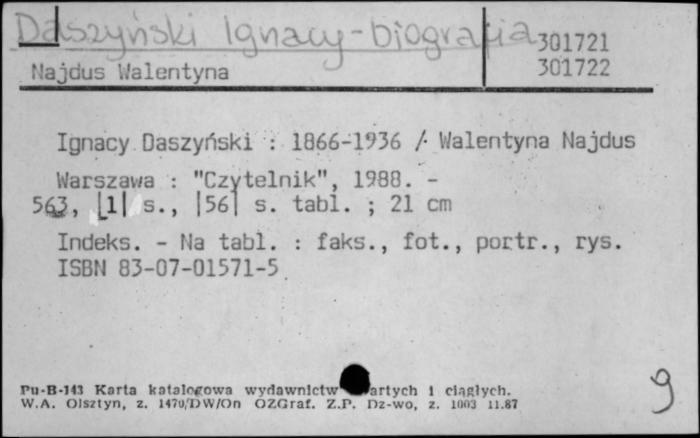 Daszyński Ignacy - biografia
301721
Najdus Walentyna 301722
Ignacy Daszyński : 1866-1936 / Walentyna Najdus
Warszawa : "Czytelnik", 1988. -
563, |1| s., |56| s. tabl. ; 21 cm
Indeks. - Na tabl. : faks., fot., portr., rys.
ISBN 83-07-01571-5
Pu-B-143 Karta katalogowa wydawnictw artych i ciągłych.
W.A. Olsztyn, z. 1470/DW/On OZGraf. Z.P. Dz-wo, z. 1003 11.87
9